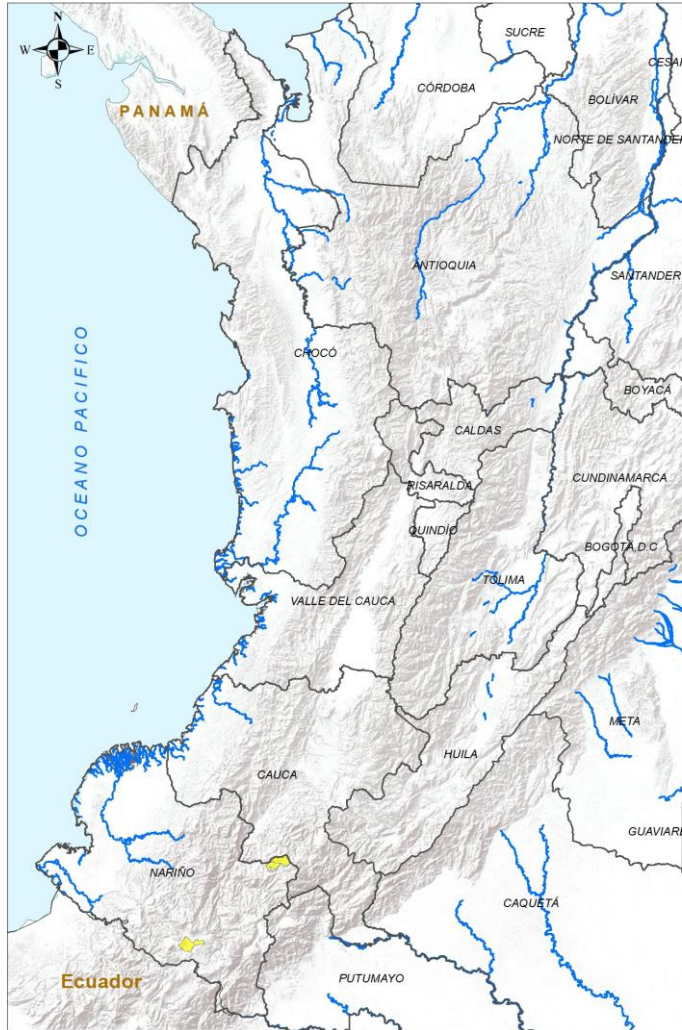 N
W E
S
SUCRE
CESAR
CÓRDOBA
BOLÍVAR
PANAMÁ
NORTE DE SANTANDER
ANTIOQUIA
SANTANDER
OCEANO PACIFICO
CHOCÓ
BOYACÁ
CALDAS
CUNDINAMARCA
RISARALDA
QUINDÍO
BOGOTÁ D.C
TOLIMA
VALLE DEL CAUCA
META
HUILA
CAUCA
GUAVIARE
NARIÑO
CAQUETÁ
Ecuador
PUTUMAYO